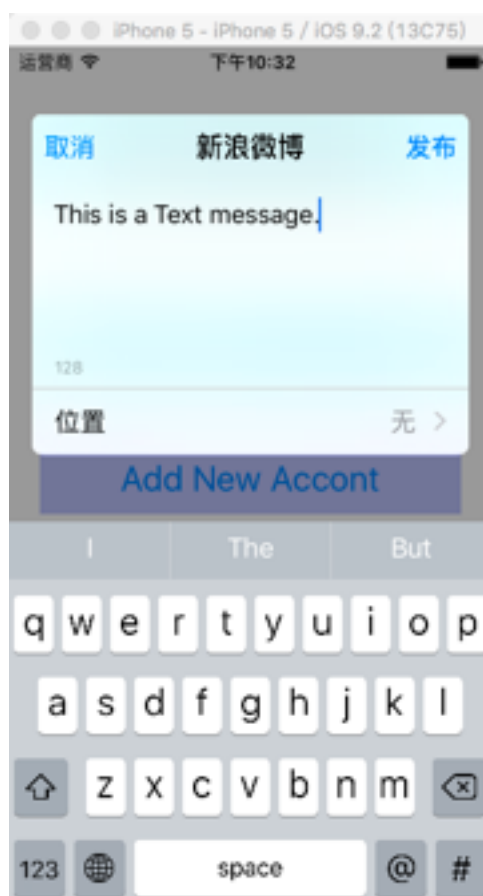 iPhone 5 - iPhone 5 / iOS 9.2 (13C75)
运营商 下午10:32
取消 新浪微博 发布
This is a Text message.
128
位置 无
Add New Accont
I The But
q w e r t y u i o p
a s d f g h j k l
z x c v b n m
123 space @ #